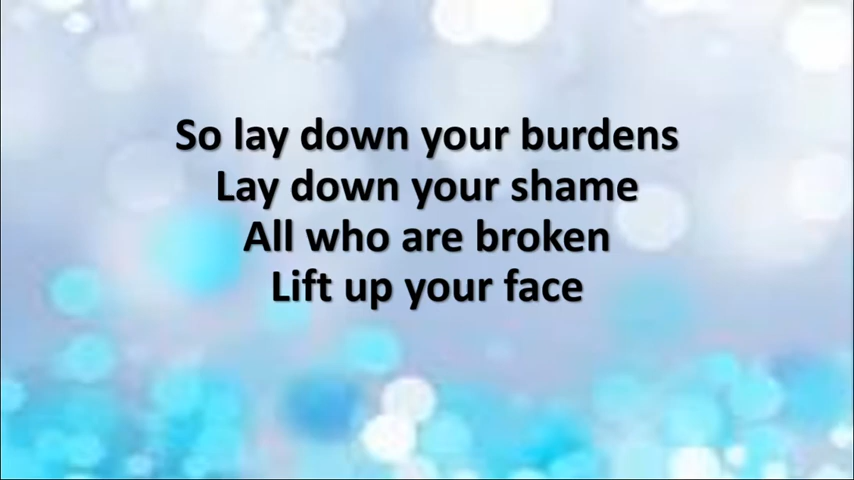 So lay down your burdens
Lay down your shame
All who are broken
Lift up your face